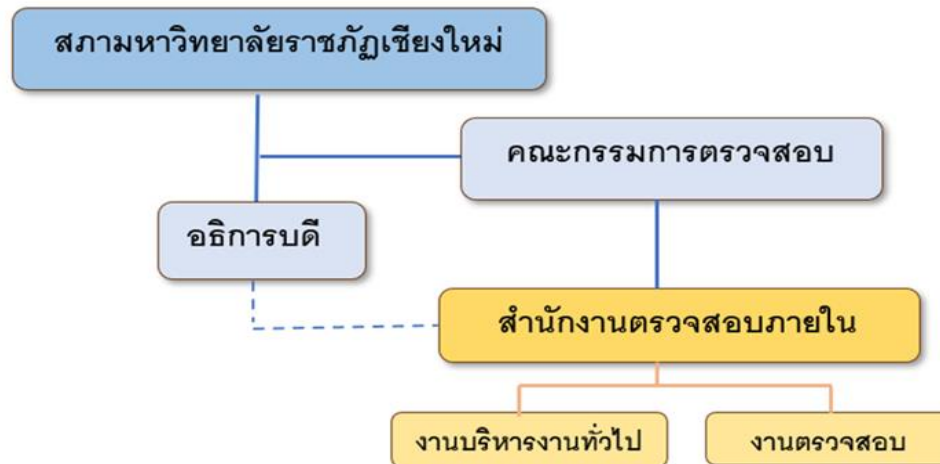 สภามหาวิทยาลัยราชภัฏเชียงใหม่
คณะกรรมการตรวจสอบ
อธิการบดี
สำนักงานตรวจสอบภายใน
งานบริหารงานทั่วไป
งานตรวจสอบ